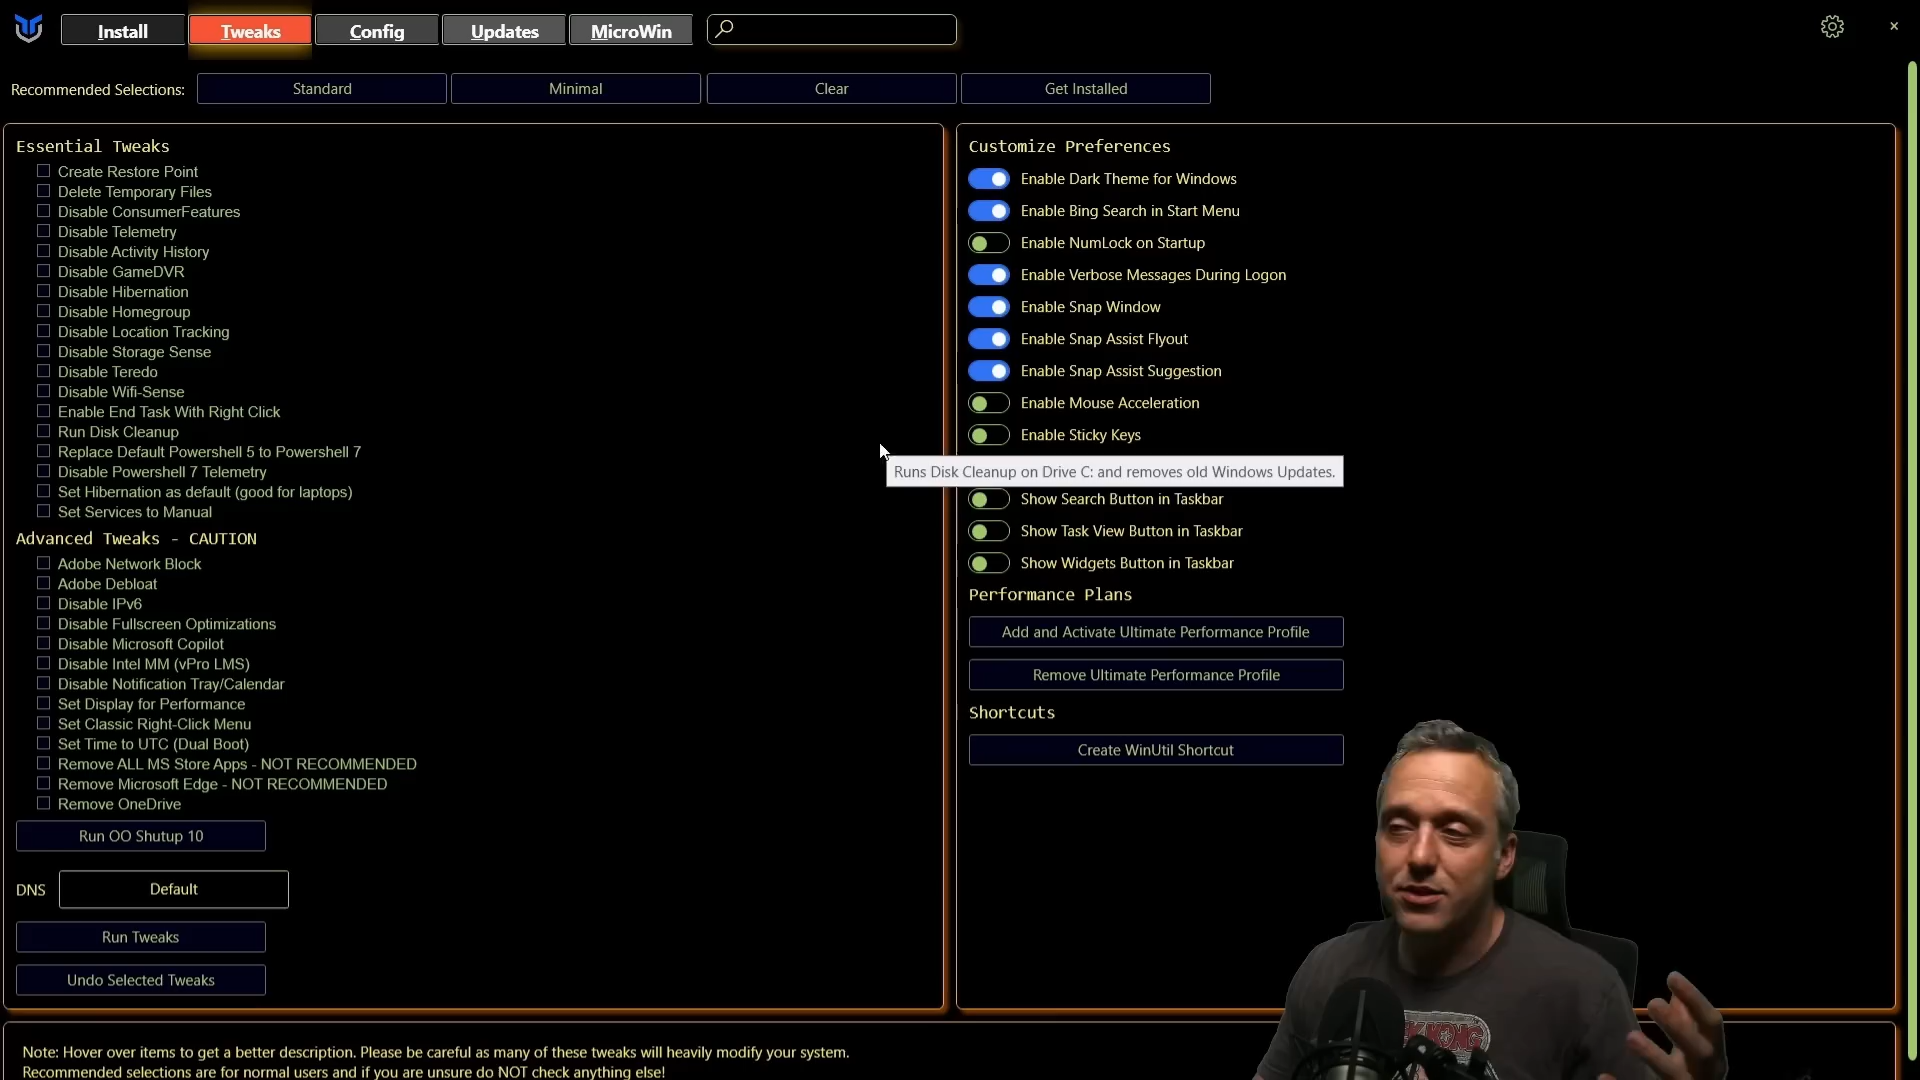 Install
Tweaks
Config
Updates
MicroWin
Recommended Selections:
Standard
Minimal
Clear
Get Installed
Essential Tweaks
Create Restore Point
Delete Temporary Files
Disable ConsumerFeatures
Disable Telemetry
Disable Activity History
Disable GameDVR
Disable Hibernation
Disable Homegroup
Disable Location Tracking
Disable Storage Sense
Disable Teredo
Disable Wifi-Sense
Enable End Task With Right Click
Run Disk Cleanup
Replace Default Powershell 5 to Powershell 7
Disable Powershell 7 Telemetry
Set Hibernation as default (good for laptops)
Set Services to Manual
Advanced Tweaks - CAUTION
Adobe Network Block
Adobe Debloat
Disable IPv6
Disable Fullscreen Optimizations
Disable Microsoft Copilot
Disable Intel MM (vPro LMS)
Disable Notification Tray/Calendar
Set Display for Performance
Set Classic Right-Click Menu
Set Time to UTC (Dual Boot)
Remove ALL MS Store Apps - NOT RECOMMENDED
Remove Microsoft Edge - NOT RECOMMENDED
Remove OneDrive
Run OO Shutup 10
DNS
Default
Run Tweaks
Undo Selected Tweaks
Customize Preferences
Enable Dark Theme for Windows
Enable Bing Search in Start Menu
Enable NumLock on Startup
Enable Verbose Messages During Logon
Enable Snap Window
Enable Snap Assist Flyout
Enable Snap Assist Suggestion
Enable Mouse Acceleration
Enable Sticky Keys
Runs Disk Cleanup on Drive C: and removes old Windows Updates.
Show Search Button in Taskbar
Show Task View Button in Taskbar
Show Widgets Button in Taskbar
Performance Plans
Add and Activate Ultimate Performance Profile
Remove Ultimate Performance Profile
Shortcuts
Create WinUtil Shortcut
Note: Hover over items to get a better description. Please be careful as many of these tweaks will heavily modify your system.
Recommended selections are for normal users and if you are unsure do NOT check anything else!